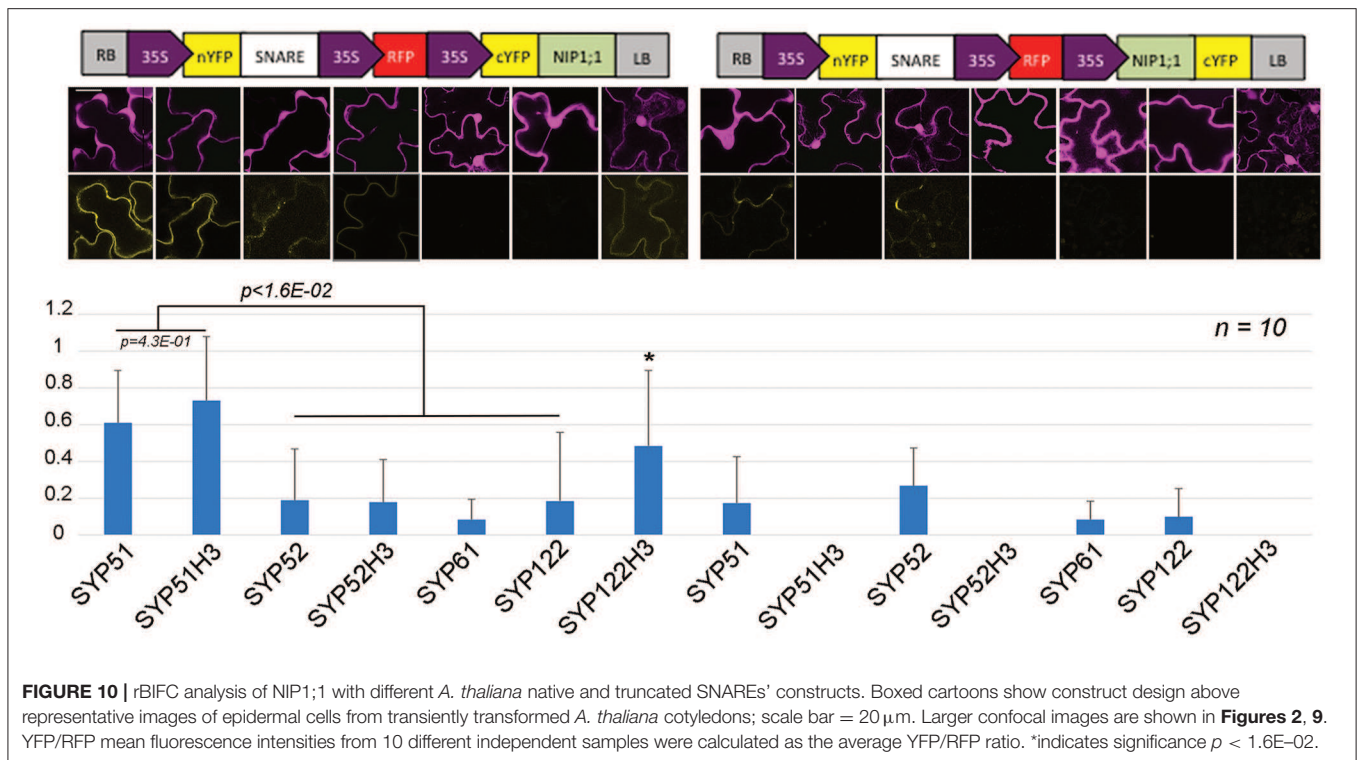 RB 35S nYFP SNARE 35S RFP 35S cYFP NIP1;1 LB
RB 35S nYFP SNARE 35S RFP 35S NIP1;1 cYFP LB
p<1.6E-02
n = 10
p=4.3E-01
*
1.2
1
0.8
0.6
0.4
0.2
0
SYP51
SYP51H3
SYP52
SYP52H3
SYP61
SYP122
SYP122H3
SYP51
SYP51H3
SYP52
SYP52H3
SYP61
SYP122
SYP122H3
FIGURE 10 | rBIFC analysis of NIP1;1 with different A. thaliana native and truncated SNAREs' constructs. Boxed cartoons show construct design above
representative images of epidermal cells from transiently transformed A. thaliana cotyledons; scale bar = 20 μm. Larger confocal images are shown in Figures 2, 9.
YFP/RFP mean fluorescence intensities from 10 different independent samples were calculated as the average YFP/RFP ratio. *indicates significance p < 1.6E–02.